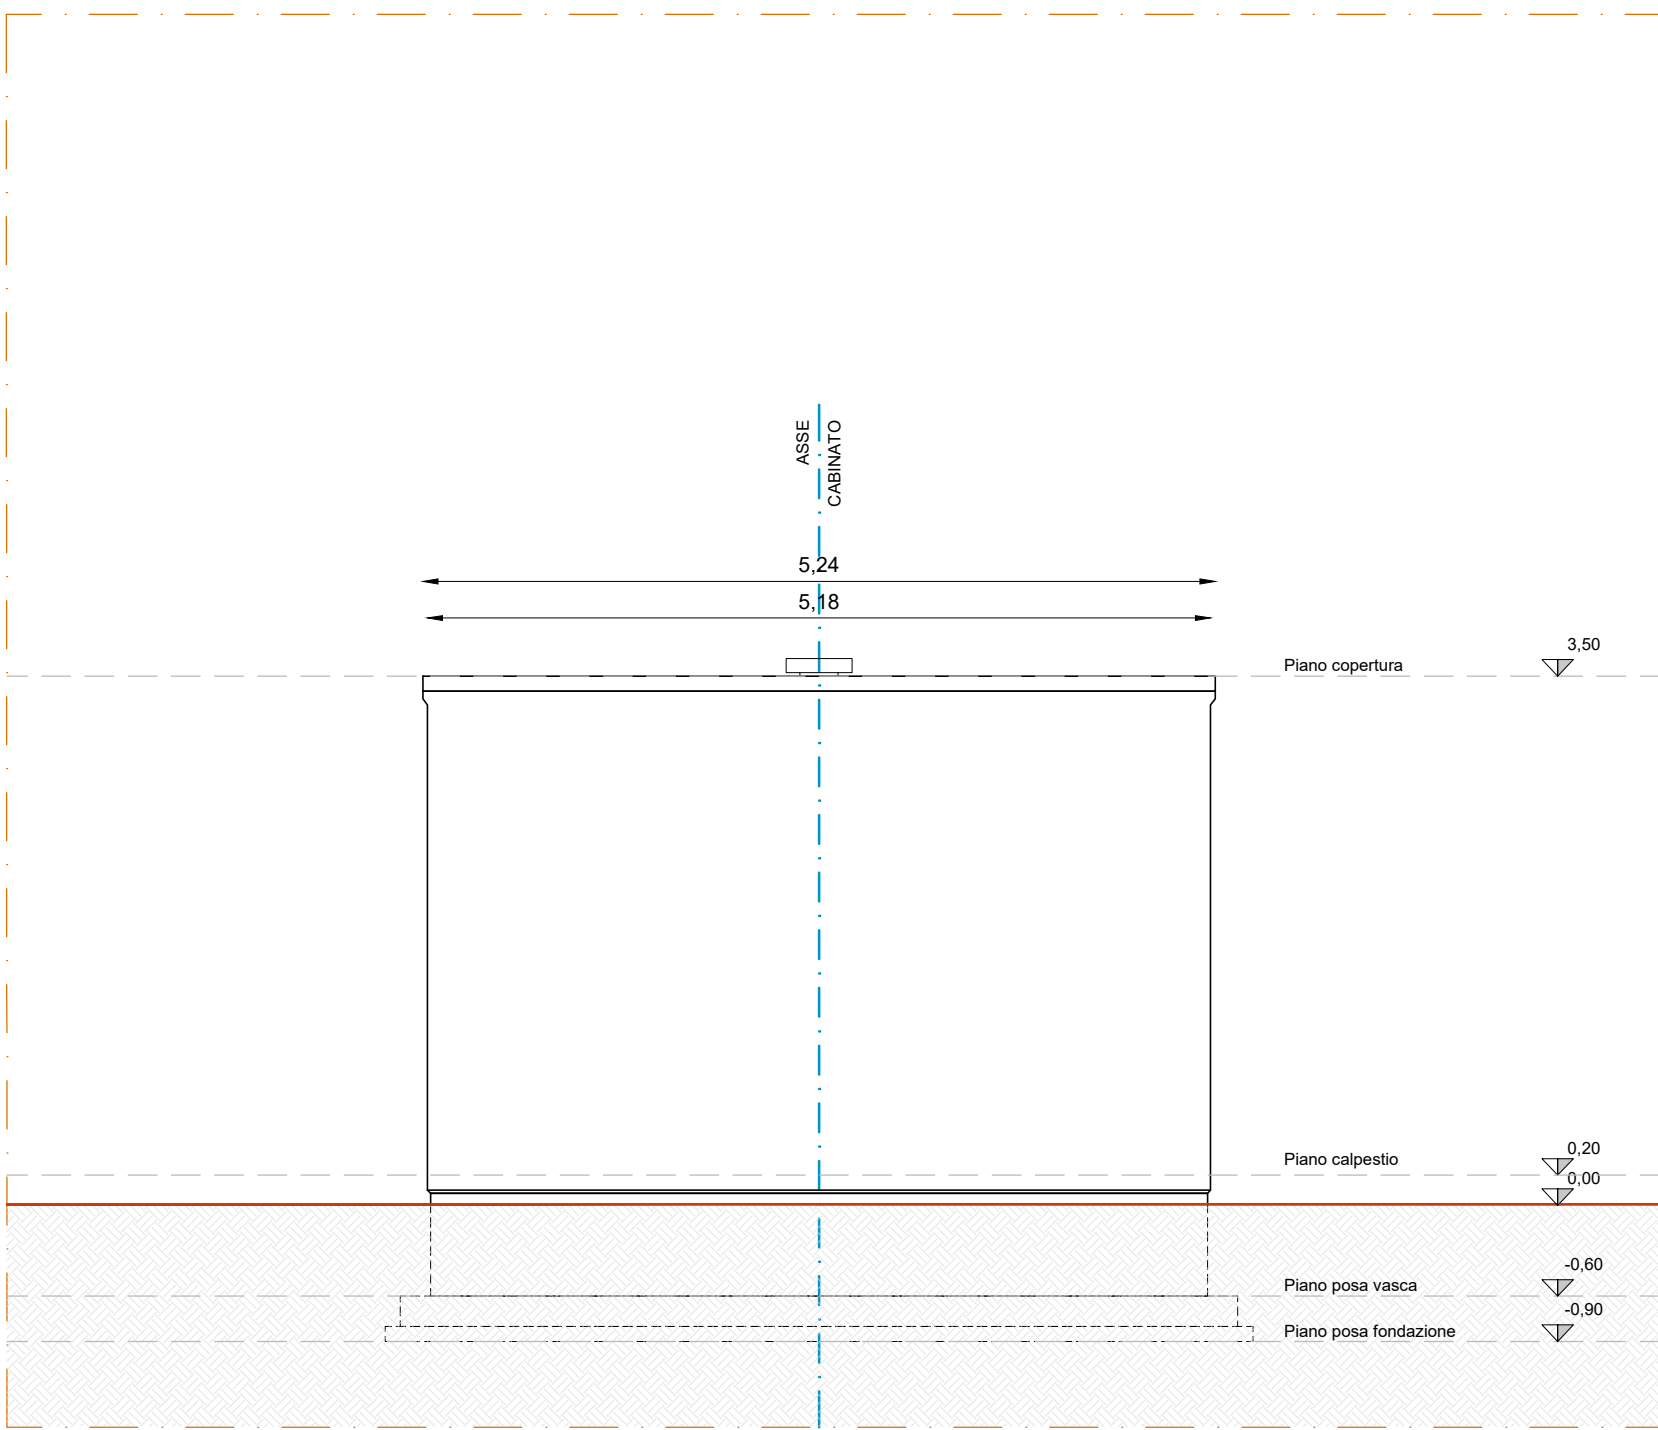 ASSE
CABINATO
5,24
5,18
3,50
Piano copertura
0,20
Piano calpestio
0,00
-0,60
Piano posa vasca
-0,90
Piano posa fondazione